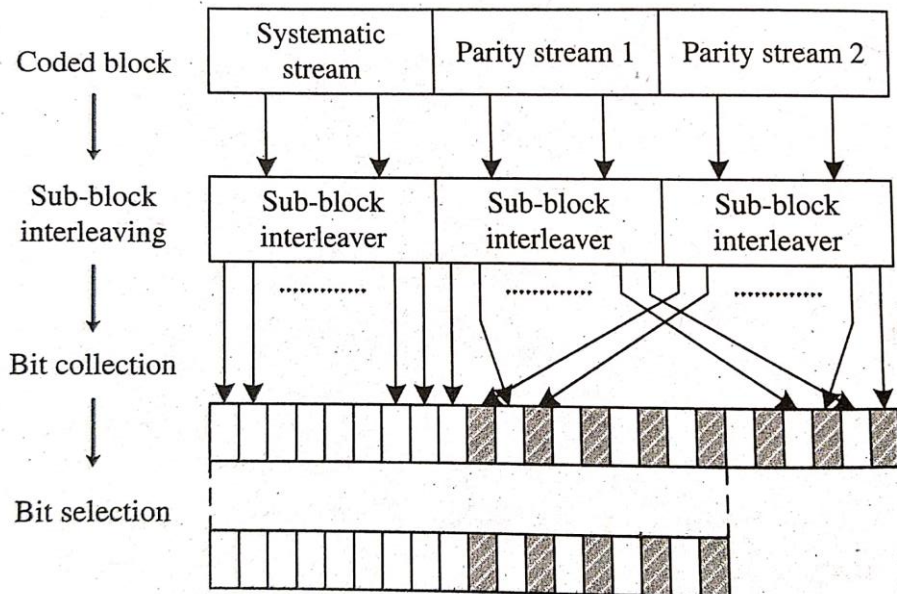 Coded block
Systematic
stream
Parity stream 1
Parity stream 2
Sub-block
interleaving
Sub-block
interleaver
Sub-block
interleaver
Sub-block
interleaver
Bit collection
Bit selection